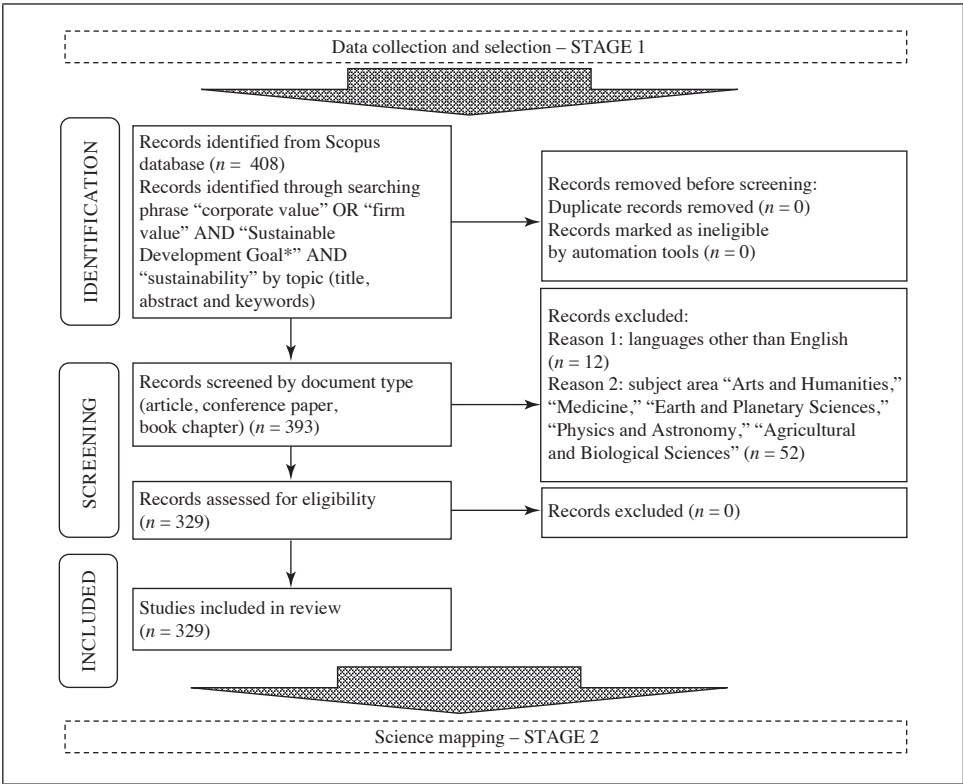 Data collection and selection – STAGE 1
IDENTIFICATION
Records identified from Scopus
database (n = 408)
Records identified through searching
phrase “corporate value” OR “firm
value” AND “Sustainable
Development Goal*” AND
“sustainability” by topic (title,
abstract and keywords)
Records removed before screening:
Duplicate records removed (n = 0)
Records marked as ineligible
by automation tools (n = 0)
SCREENING
Records screened by document type
(article, conference paper,
book chapter) (n = 393)
Records excluded:
Reason 1: languages other than English
(n = 12)
Reason 2: subject area “Arts and Humanities,”
“Medicine,” “Earth and Planetary Sciences,”
“Physics and Astronomy,” “Agricultural
and Biological Sciences” (n = 52)
Records assessed for eligibility
(n = 329)
Records excluded (n = 0)
INCLUDED
Studies included in review
(n = 329)
Science mapping – STAGE 2